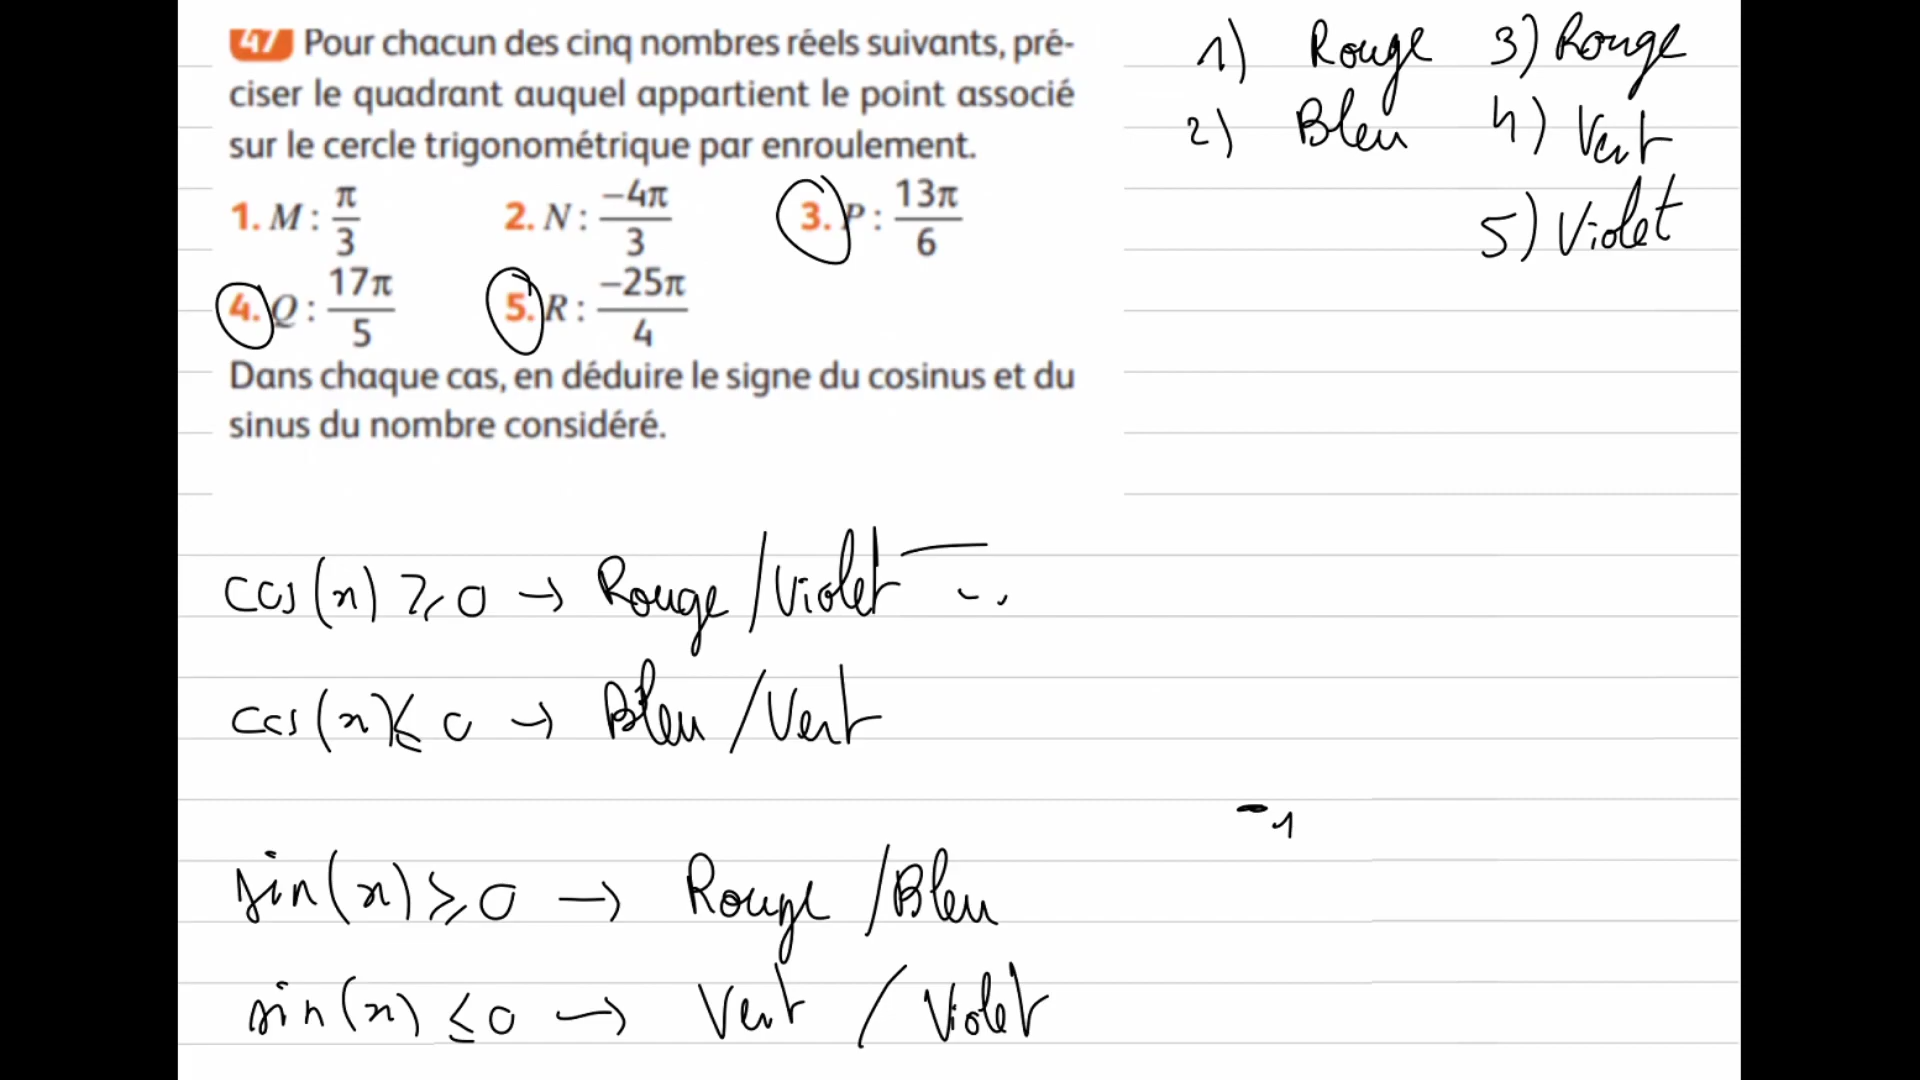 47 Pour chacun des cinq nombres réels suivants, pré-
ciser le quadrant auquel appartient le point associé
sur le cercle trigonométrique par enroulement.
1. M : π/3 2. N : −4π/3 3. P : 13π/6
4. Q : 17π/5 5. R : −25π/4
Dans chaque cas, en déduire le signe du cosinus et du
sinus du nombre considéré.
1) Rouge 3) Rouge
2) Bleu 4) Vert
5) Violet
cos(x) ≥ 0 → Rouge / Violet
cos(x) ≤ 0 → Bleu / Vert
-1
sin(x) ≥ 0 → Rouge / Bleu
sin(x) ≤ 0 → Vert / Violet